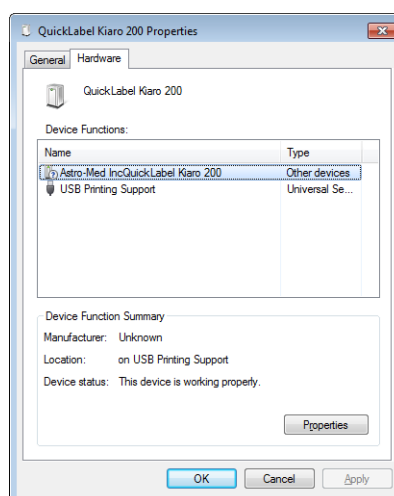 QuickLabel Kiaro 200 Properties
General Hardware
QuickLabel Kiaro 200
Device Functions:
Name Type
Astro-Med IncQuickLabel Kiaro 200 Other devices
USB Printing Support Universal Se...
Device Function Summary
Manufacturer: Unknown
Location: on USB Printing Support
Device status: This device is working properly.
Properties
OK Cancel Apply